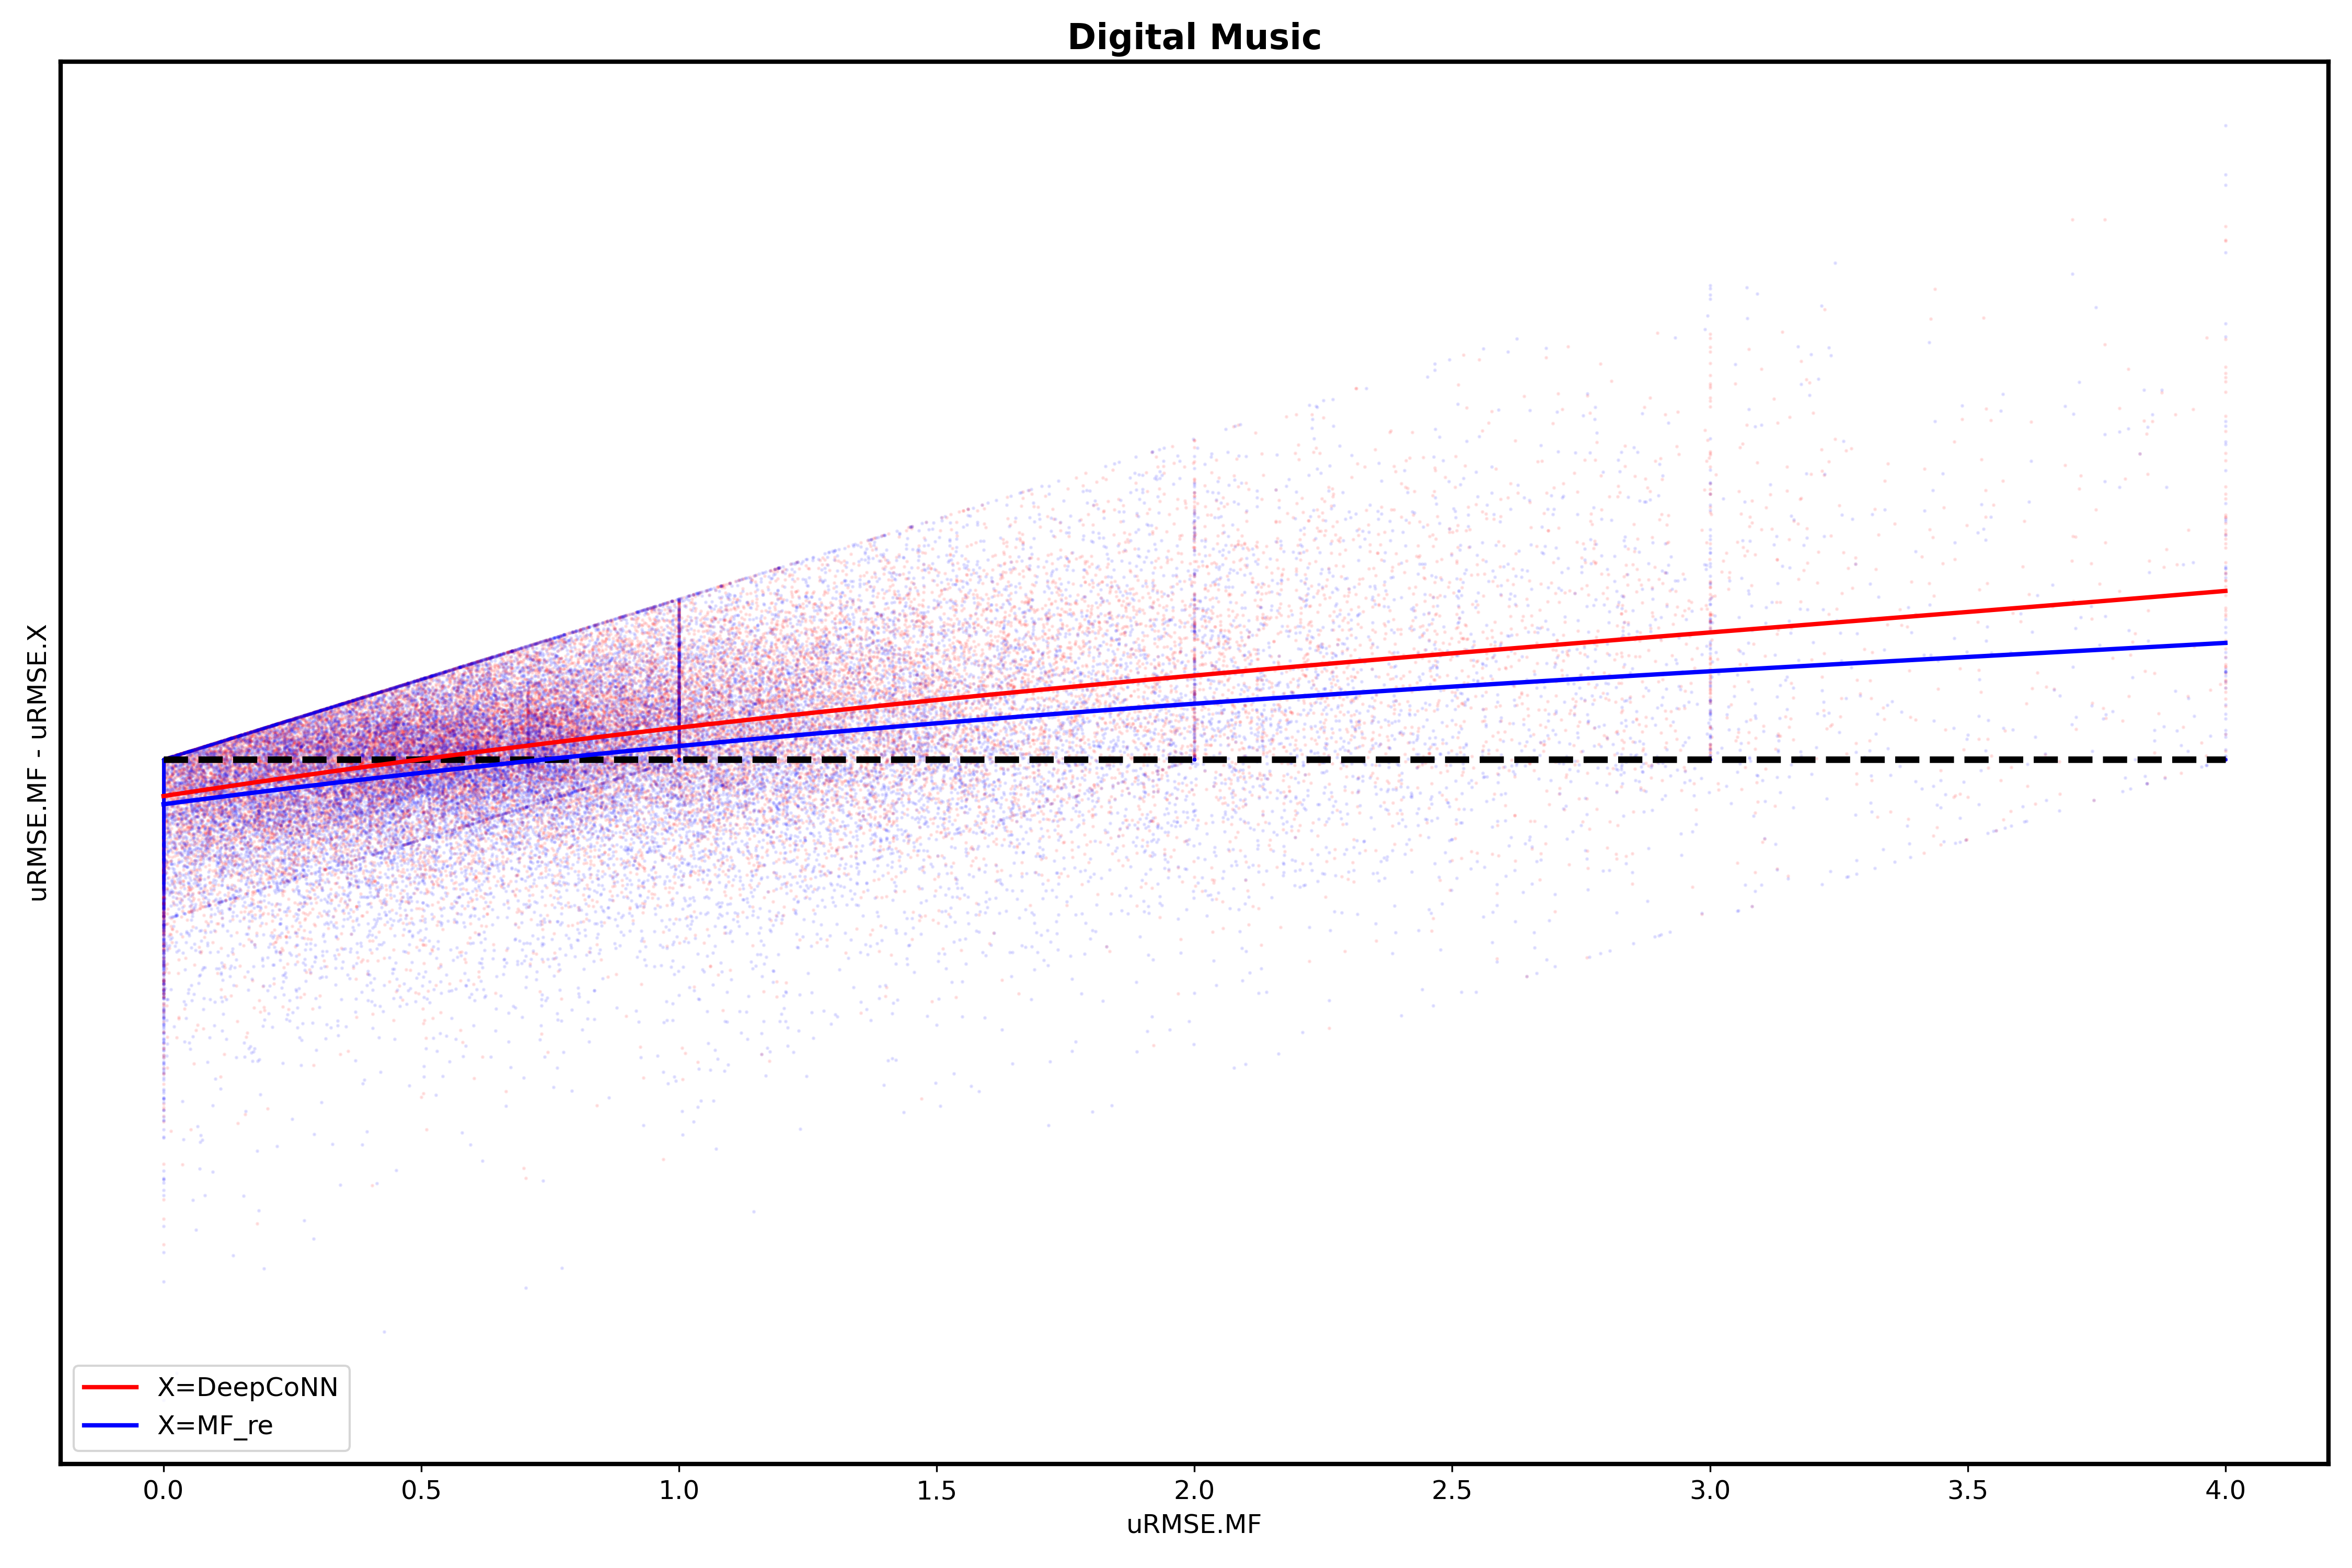 Digital Music
uRMSE.MF - uRMSE.X
X=DeepCoNN
X=MF_re
0.0 0.5 1.0 1.5 2.0 2.5 3.0 3.5 4.0
uRMSE.MF